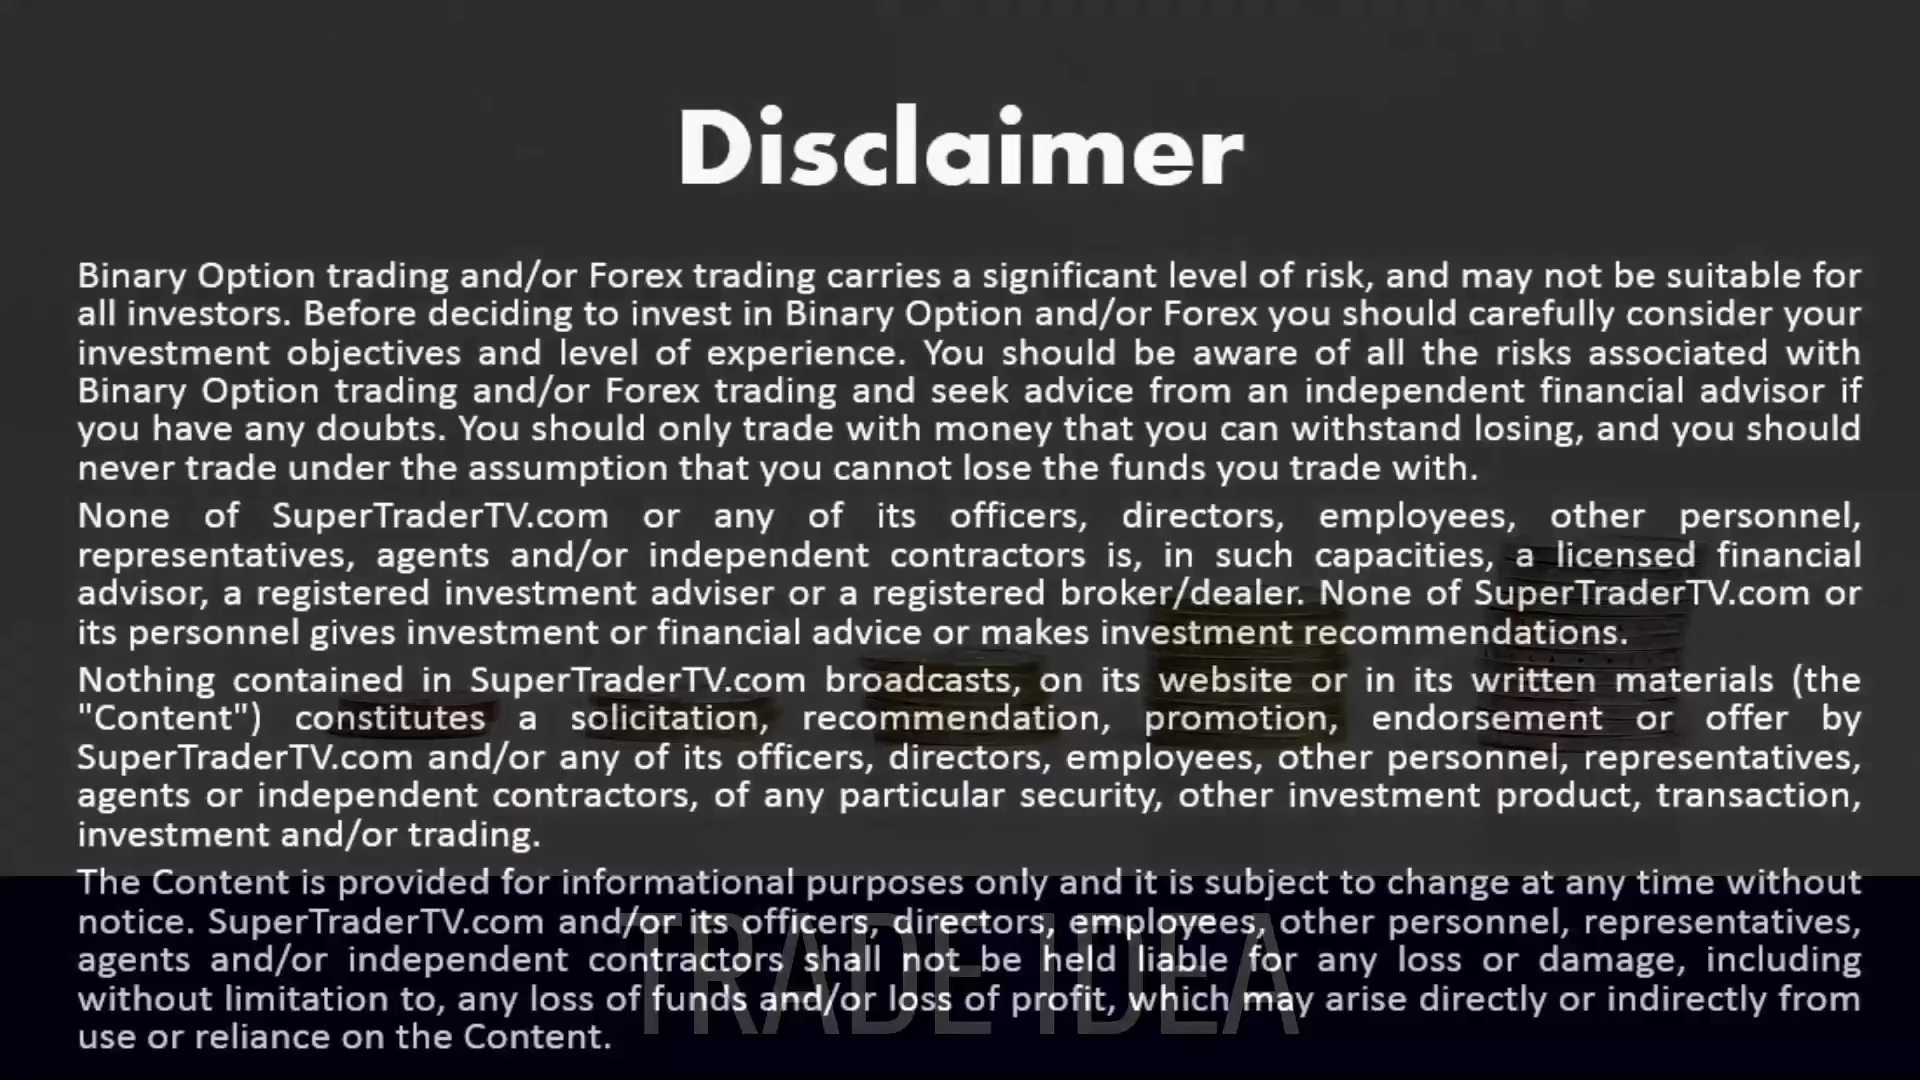 Disclaimer
Binary Option trading and/or Forex trading carries a significant level of risk, and may not be suitable for
all investors. Before deciding to invest in Binary Option and/or Forex you should carefully consider your
investment objectives and level of experience. You should be aware of all the risks associated with
Binary Option trading and/or Forex trading and seek advice from an independent financial advisor if
you have any doubts. You should only trade with money that you can withstand losing, and you should
never trade under the assumption that you cannot lose the funds you trade with.
None of SuperTraderTV.com or any of its officers, directors, employees, other personnel,
representatives, agents and/or independent contractors is, in such capacities, a licensed financial
advisor, a registered investment adviser or a registered broker/dealer. None of SuperTraderTV.com or
its personnel gives investment or financial advice or makes investment recommendations.
Nothing contained in SuperTraderTV.com broadcasts, on its website or in its written materials (the
"Content") constitutes a solicitation, recommendation, promotion, endorsement or offer by
SuperTraderTV.com and/or any of its officers, directors, employees, other personnel, representatives,
agents or independent contractors, of any particular security, other investment product, transaction,
investment and/or trading.
The Content is provided for informational purposes only and it is subject to change at any time without
notice. SuperTraderTV.com and/or its officers, directors, employees, other personnel, representatives,
agents and/or independent contractors shall not be held liable for any loss or damage, including
without limitation to, any loss of funds and/or loss of profit, which may arise directly or indirectly from
use or reliance on the Content.
TRADE IDEA